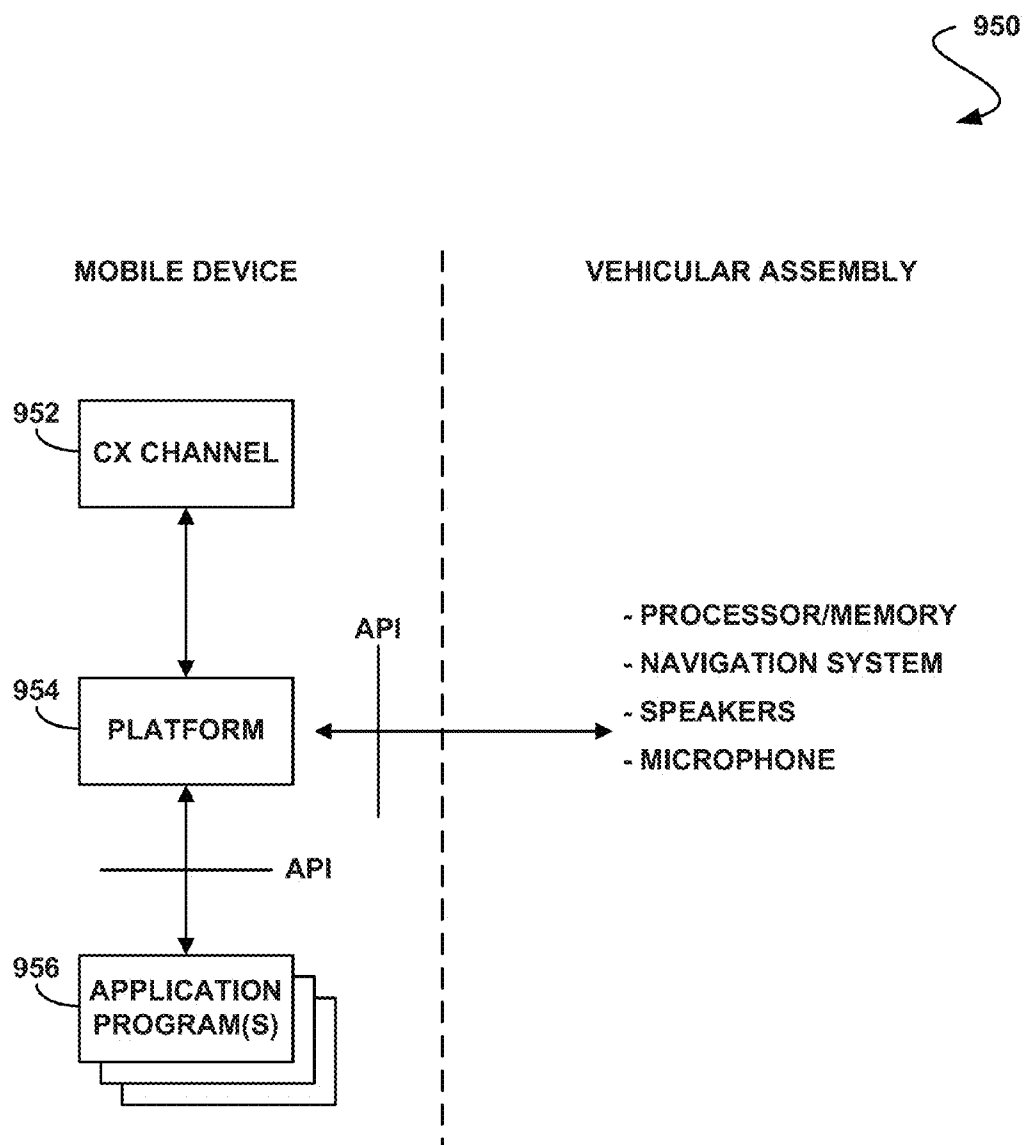 950
MOBILE DEVICE
VEHICULAR ASSEMBLY
952
CX CHANNEL
API
954
PLATFORM
- PROCESSOR/MEMORY
- NAVIGATION SYSTEM
- SPEAKERS
- MICROPHONE
API
956
APPLICATION
PROGRAM(S)